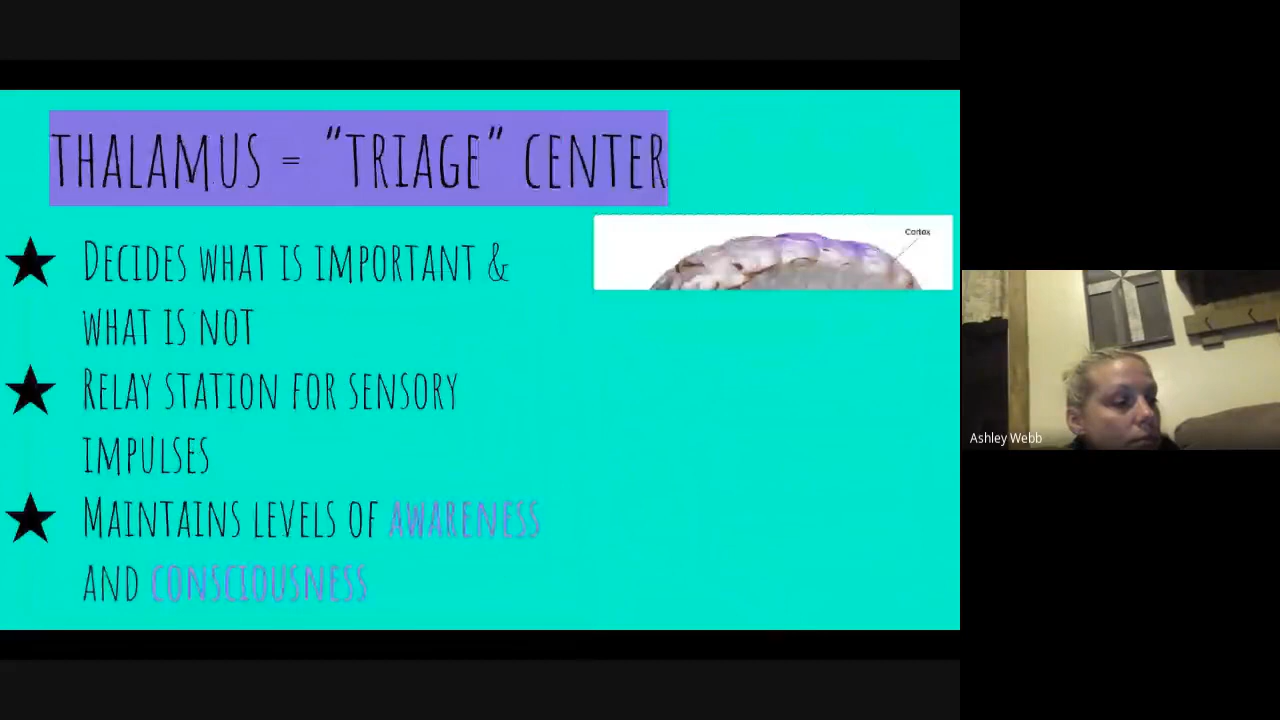 THALAMUS = "TRIAGE" CENTER
Cortex
★ DECIDES WHAT IS IMPORTANT &
WHAT IS NOT
★ RELAY STATION FOR SENSORY
IMPULSES
★ MAINTAINS LEVELS OF AWARENESS
AND CONSCIOUSNESS
Ashley Webb